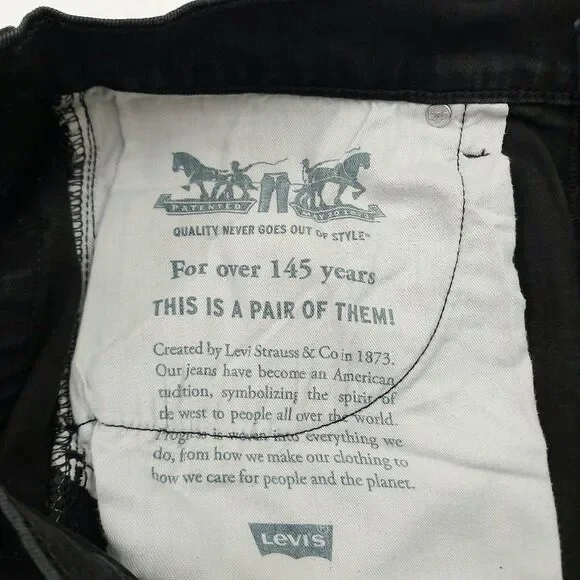 PATENTED MAY 20 1873
QUALITY NEVER GOES OUT OF STYLE™
For over 145 years
THIS IS A PAIR OF THEM!
Created by Levi Strauss & Co in 1873.
Our jeans have become an American
tradition, symbolizing the spirit of
the west to people all over the world.
Progress is woven into everything we
do, from how we make our clothing to
how we care for people and the planet.
LEVI'S